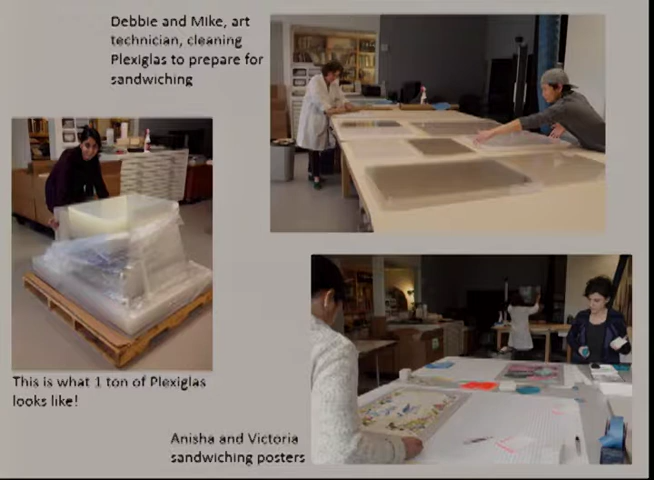 Debbie and Mike, art
technician, cleaning
Plexiglas to prepare for
sandwiching
This is what 1 ton of Plexiglas
looks like!
Anisha and Victoria
sandwiching posters